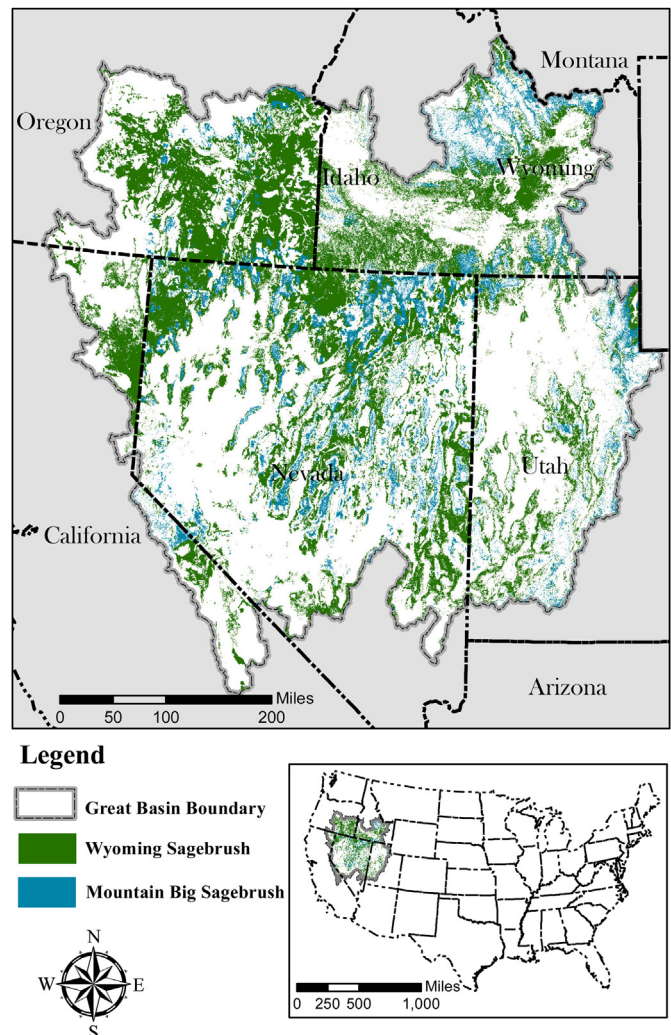 Montana
Oregon
Wyoming
Idaho
Nevada
Utah
California
Arizona
Miles
0 50 100 200
Legend
Great Basin Boundary
Wyoming Sagebrush
Mountain Big Sagebrush
N
W E
S
Miles
0 250 500 1,000